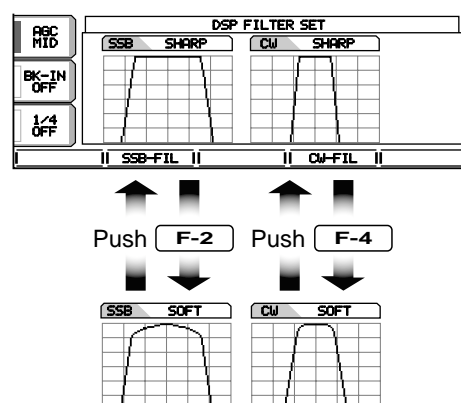 DSP FILTER SET
AGC
MID
SSB SHARP CW SHARP
BK-IN
OFF
1/4
OFF
SSB-FIL CW-FIL
Push F-2 Push F-4
SSB SOFT CW SOFT